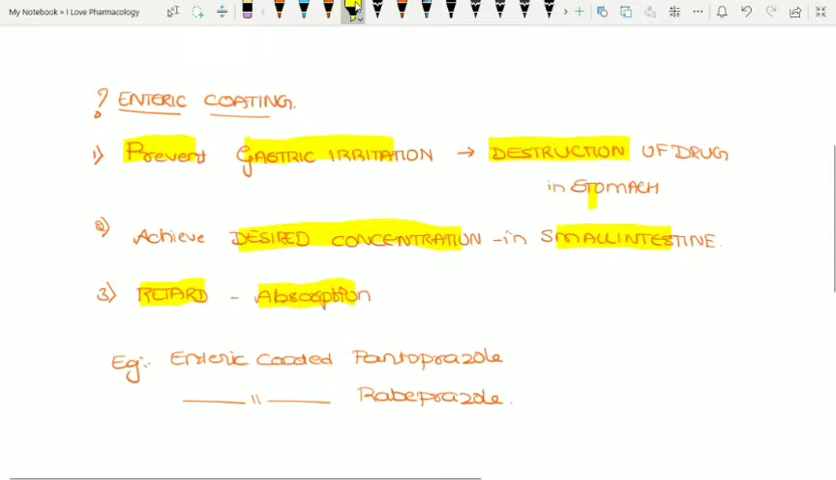 My Notebook » I Love Pharmacology
? ENTERIC COATING.
1) Prevent GASTRIC IRRITATION → DESTRUCTION OF DRUG
in STOMACH
2) Achieve DESIRED CONCENTRATION - in SMALL INTESTINE.
3) RETARD - Absorption
Eg:- Enteric Coated Pantoprazole
—— " —— Rabeprazole.